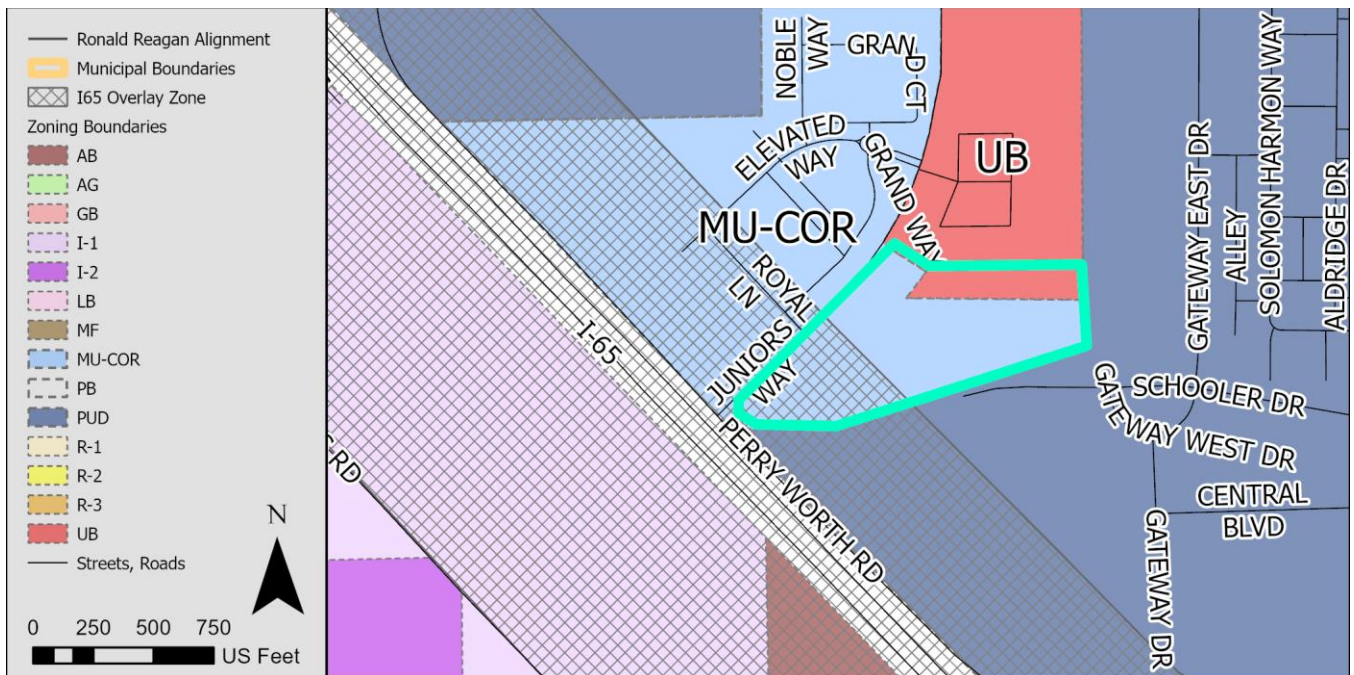 Ronald Reagan Alignment
Municipal Boundaries
I65 Overlay Zone
Zoning Boundaries
AB
AG
GB
I-1
I-2
LB
MF
MU-COR
PB
PUD
R-1
R-2
R-3
UB
Streets, Roads
N
0 250 500 750
US Feet
NOBLE
WAY
GRAN
D CT
ELEVATED
WAY
GRAND WAY
UB
MU-COR
ROYAL
LN
JUNIORS
WAY
I-65
PERRY WORTH RD
S RD
GATEWAY EAST DR
ALLEY
SOLOMON HARMON WAY
ALDRIDGE DR
SCHOOLER DR
GATEWAY WEST DR
CENTRAL
BLVD
GATEWAY DR